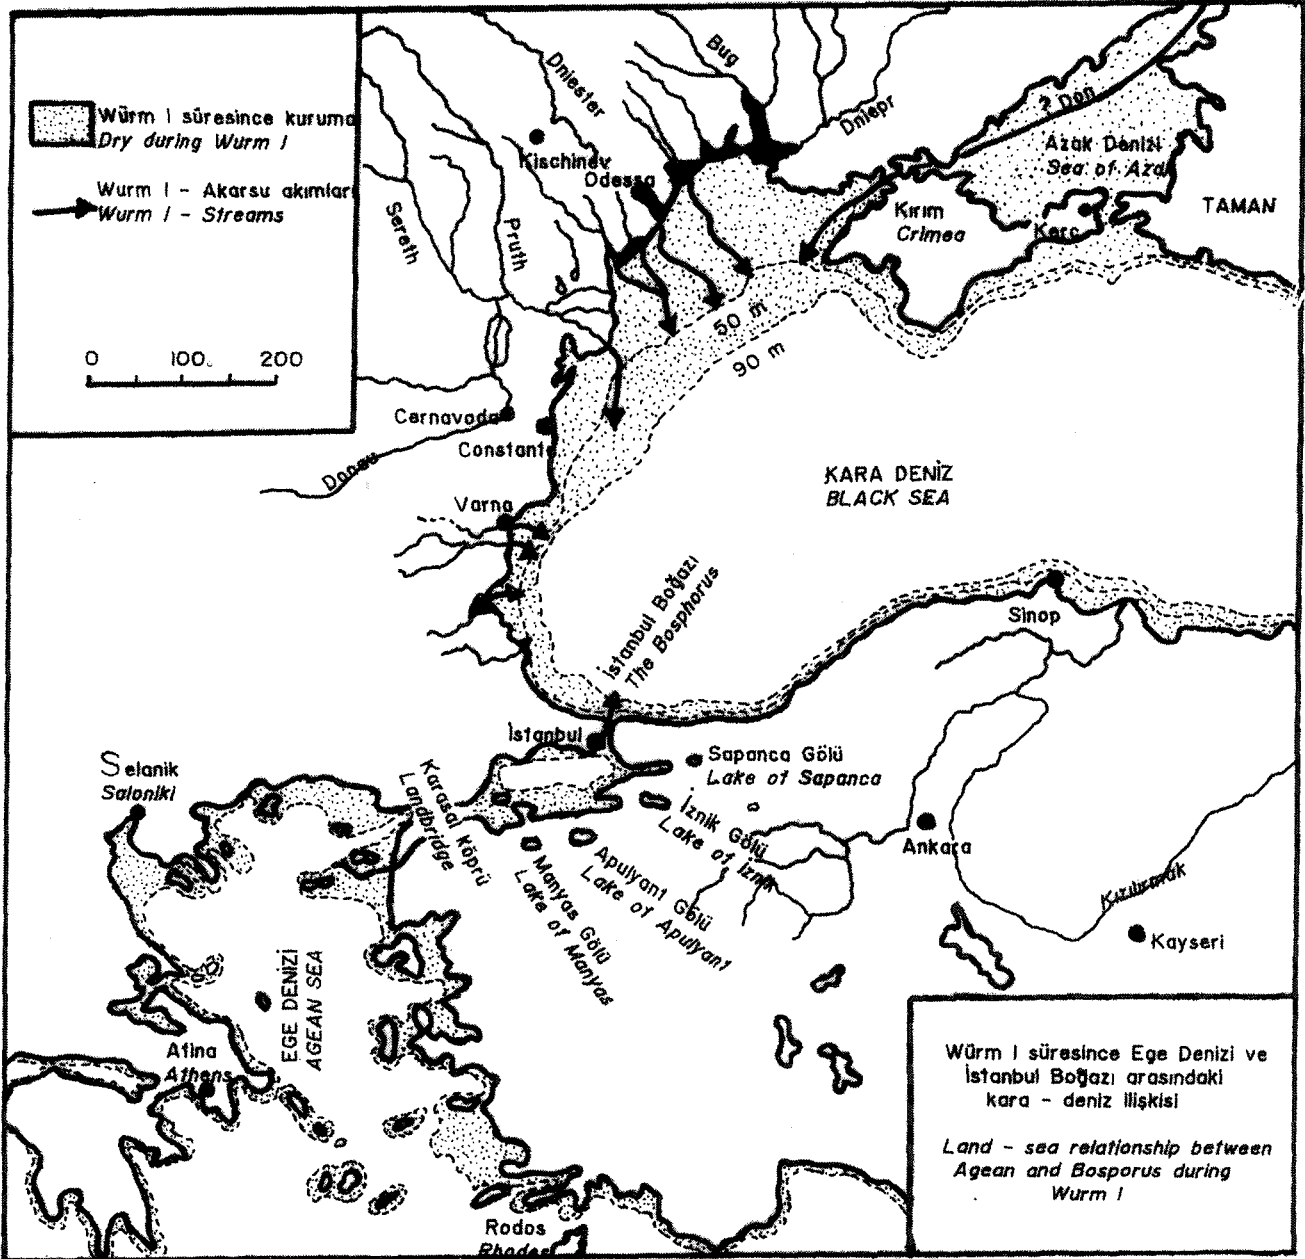 Würm I süresince kuruma
Dry during Wurm I
Wurm I - Akarsu akımları
Wurm I - Streams
0 100 200
Bug
Dniester
Dniepr
? Don
Kischinev
Odessa
Azak Denizi
Sea of Aza
Sereth
Pruth
Kırım
Crimea
Kerc
TAMAN
50 m
90 m
Cernavoda
Constanta
Donau
Varna
KARA DENİZ
BLACK SEA
İstanbul Boğazı
The Bosphorus
Sinop
İstanbul
Selanik
Saloniki
Karasal Köprü
Landbridge
Sapanca Gölü
Lake of Sapanca
İznik Gölü
Lake of İznik
Ankara
Apulyant Gölü
Lake of Apulyant
Manyas Gölü
Lake of Manyas
Kızılırmak
Kayseri
EGE DENİZİ
AGEAN SEA
Atina
Athens
Rodos
Rhodes
Würm I süresince Ege Denizi ve
İstanbul Boğazı arasındaki
kara - deniz ilişkisi
Land - sea relationship between
Agean and Bosporus during
Wurm I